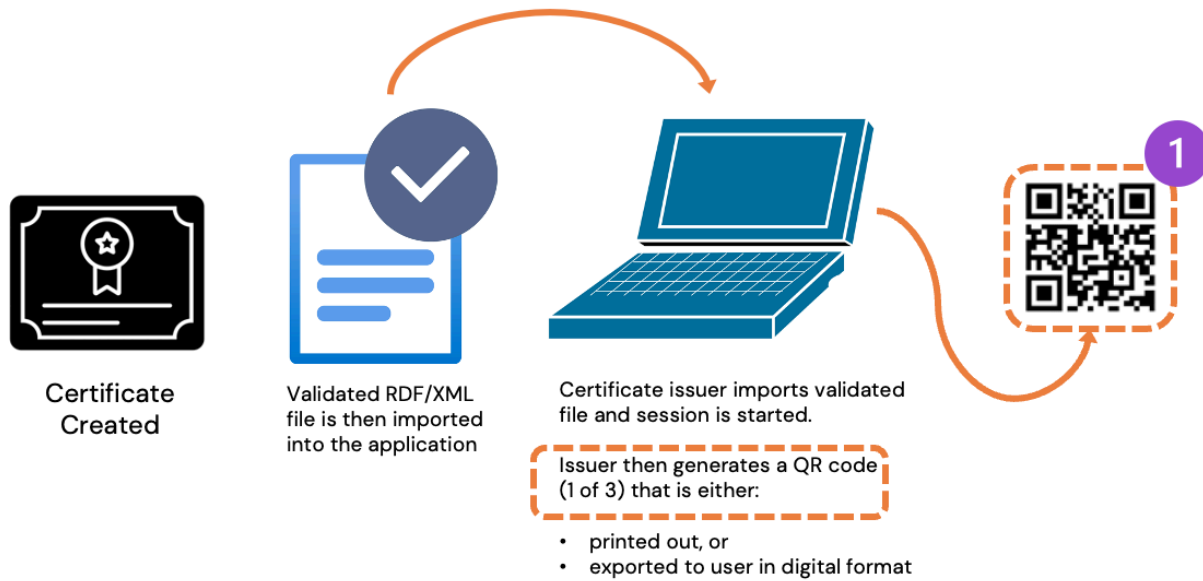 1
Certificate
Created
Validated RDF/XML
file is then imported
into the application
Certificate issuer imports validated
file and session is started.
Issuer then generates a QR code
(1 of 3) that is either:
• printed out, or
• exported to user in digital format